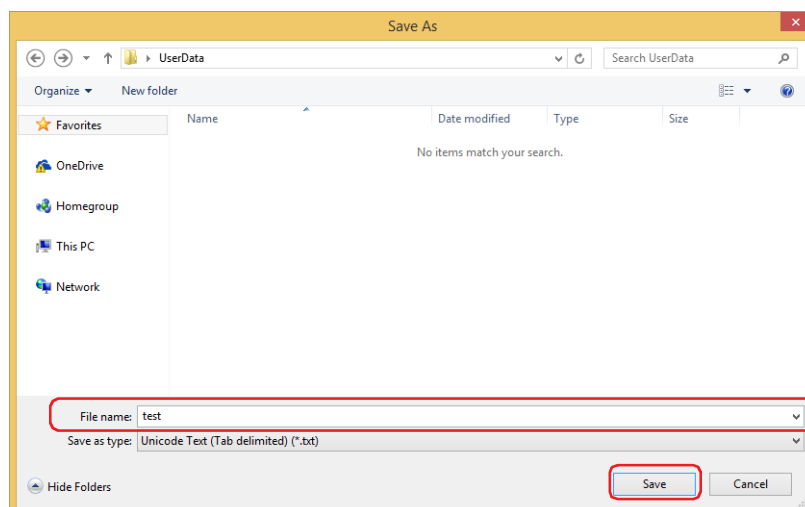 Save As
UserData
Search UserData
Organize
New folder
Name
Date modified
Type
Size
No items match your search.
Favorites
OneDrive
Homegroup
This PC
Network
File name: test
Save as type: Unicode Text (Tab delimited) (*.txt)
Hide Folders
Save
Cancel